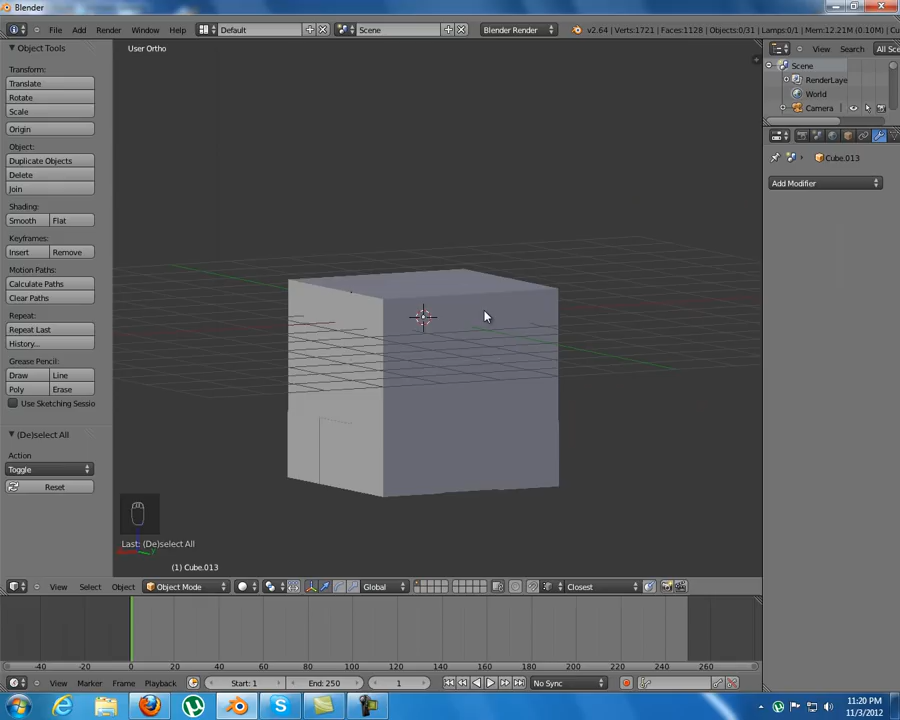 Blender
File Add Render Window Help Default Scene Blender Render v2.64 | Verts:1721 | Faces:1128 | Objects:0/31 | Lamps:0/1 | Mem:12.21M (0.10M) | Cu
Object Tools
User Ortho
View Search All Sce
Transform:
Translate
Rotate
Scale
Origin
Object:
Duplicate Objects
Delete
Join
Shading:
Smooth Flat
Keyframes:
Insert Remove
Motion Paths:
Calculate Paths
Clear Paths
Repeat:
Repeat Last
History...
Grease Pencil:
Draw Line
Poly Erase
Use Sketching Sessio
(De)select All
Action
Toggle
Reset
Last: (De)select All
(1) Cube.013
Scene
RenderLaye
World
Camera
Cube.013
Add Modifier
View Select Object Object Mode Global Closest
-40 -20 0 20 40 60 80 100 120 140 160 180 200 220 240 260
View Marker Frame Playback Start: 1 End: 250 1 No Sync
11:20 PM
11/3/2012